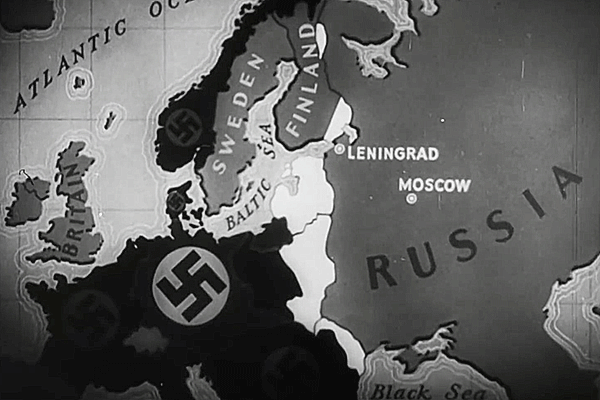 ATLANTIC OC
SWEDEN
FINLAND
BALTIC SEA
LENINGRAD
MOSCOW
BRITAIN
RUSSIA
Black Sea